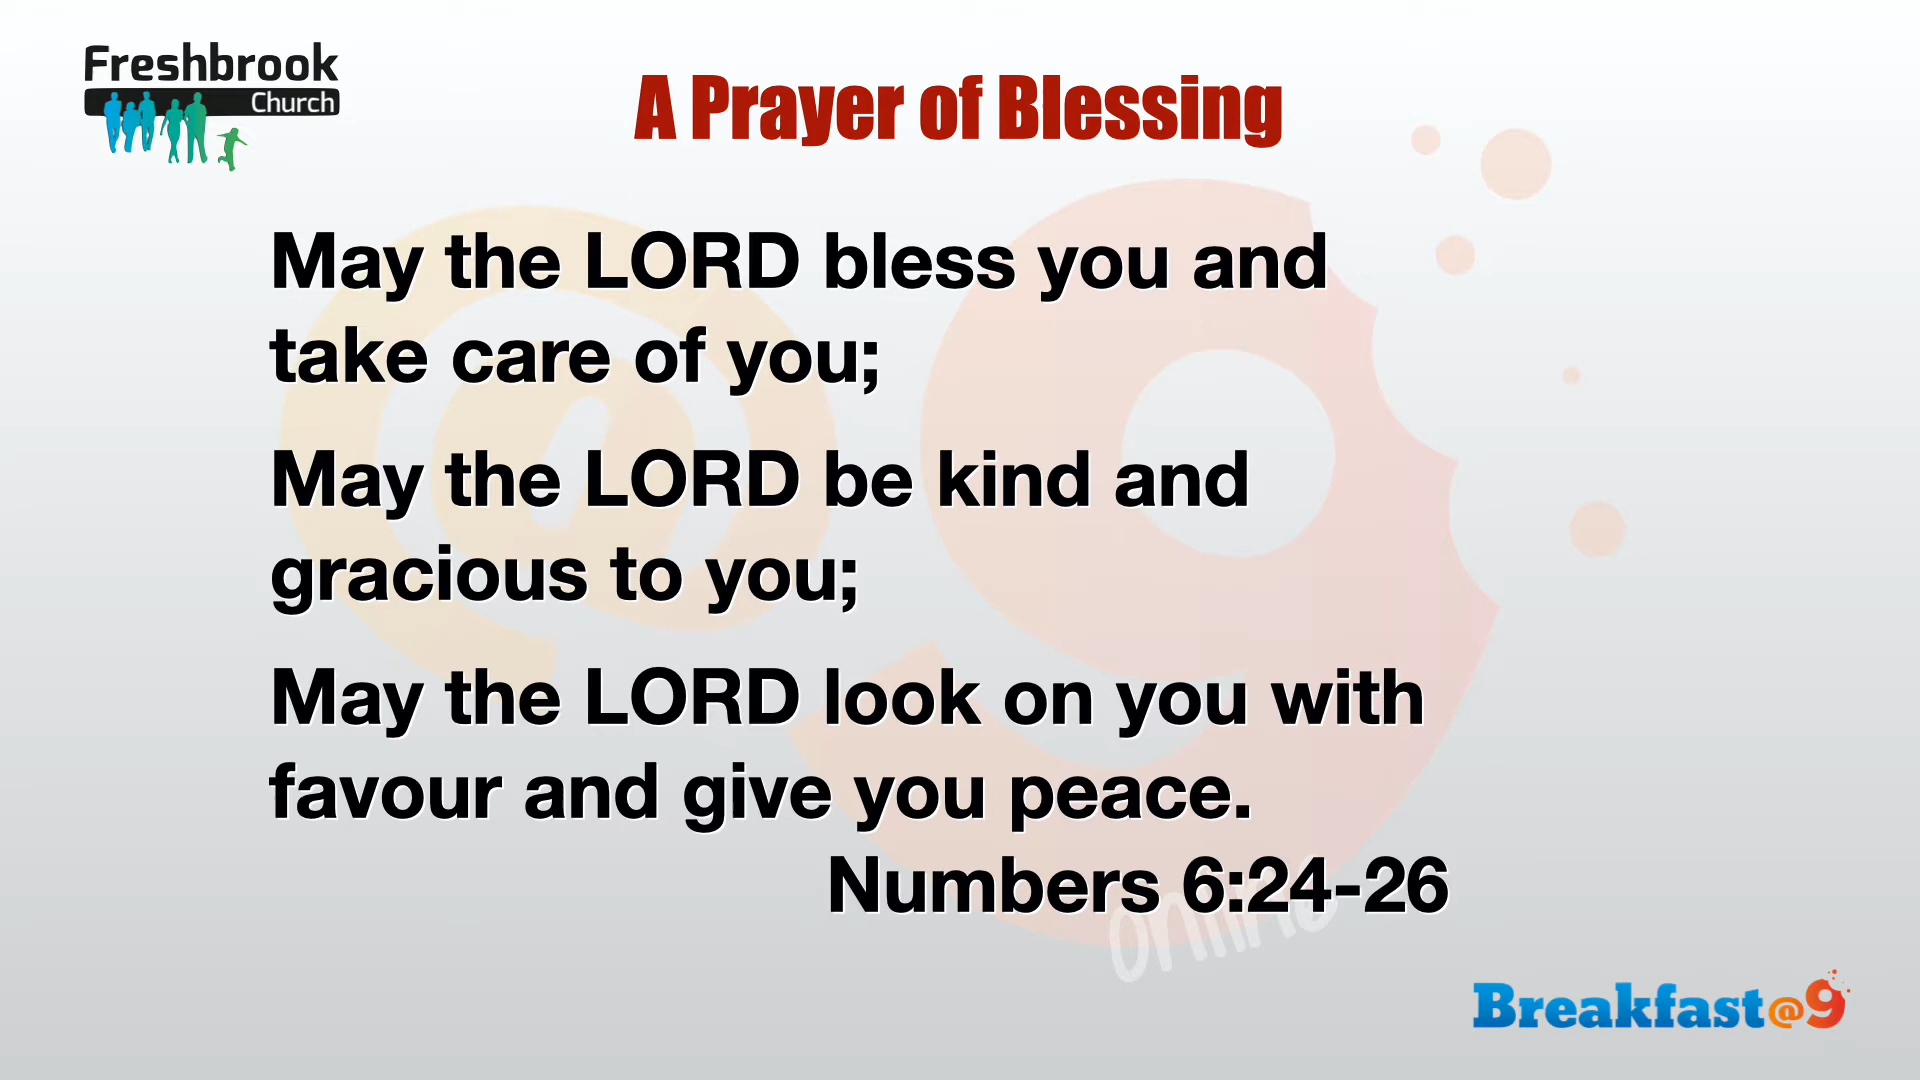 Freshbrook
Church
A Prayer of Blessing
May the LORD bless you and
take care of you;
May the LORD be kind and
gracious to you;
May the LORD look on you with
favour and give you peace.
Numbers 6:24-26
@9
online
Breakfast@9